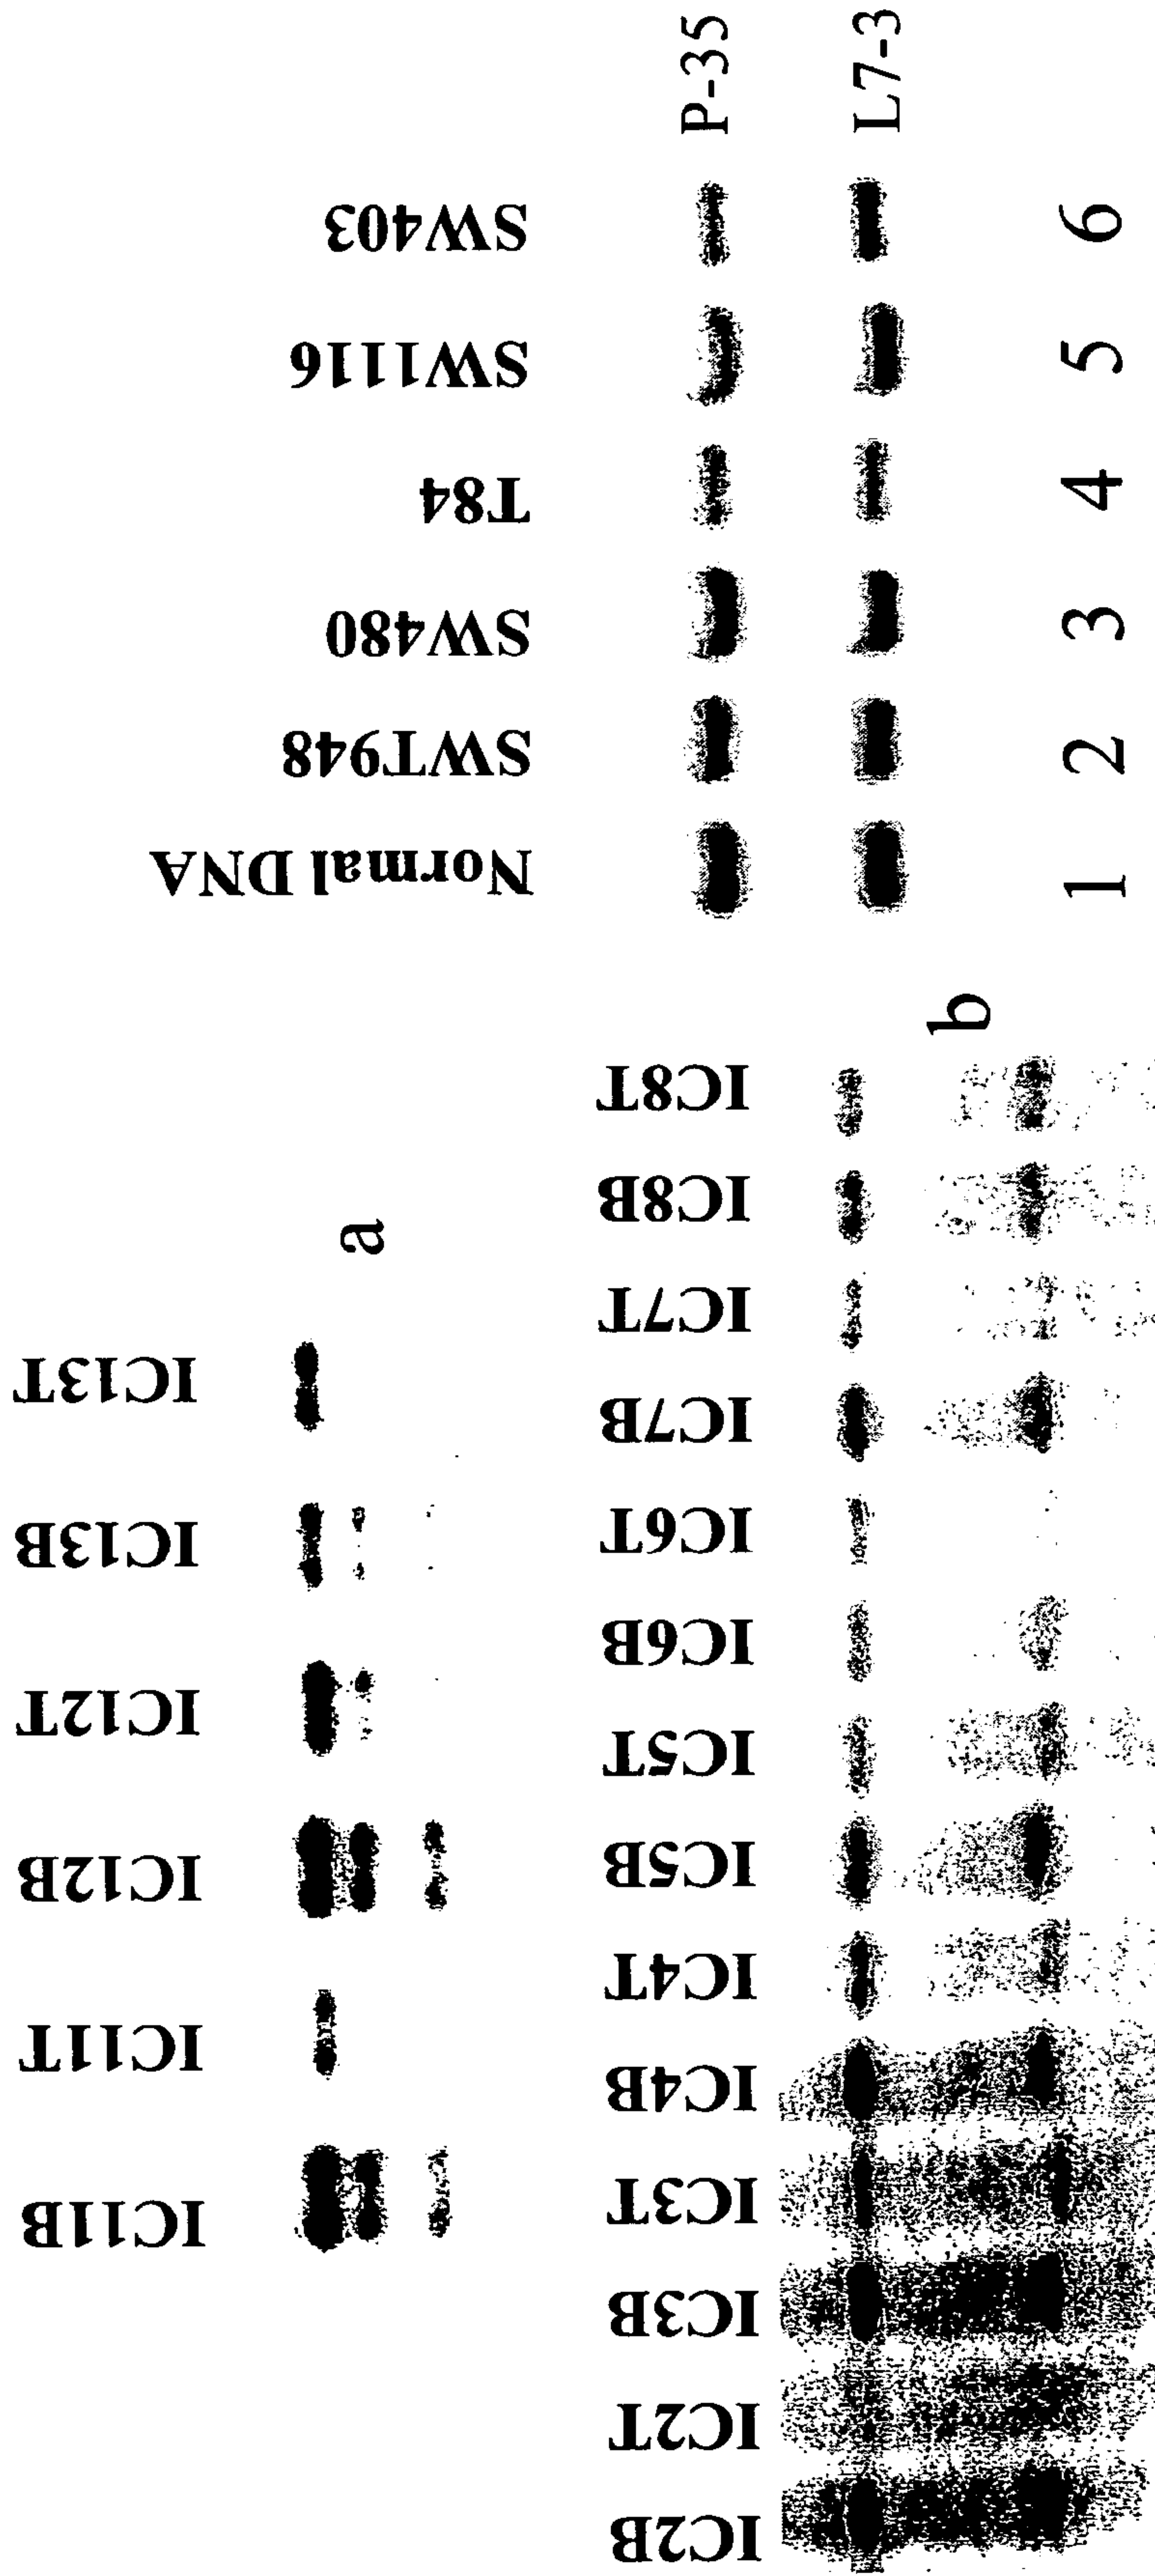 IC11B
IC11T
IC12B
IC12T
IC13B
IC13T
a
IC2B
IC2T
IC3B
IC3T
IC4B
IC4T
IC5B
IC5T
IC6B
IC6T
IC7B
IC7T
IC8B
IC8T
b
Normal DNA
SWT948
SW480
T84
SW1116
SW403
P-35
L7-3
1 2 3 4 5 6